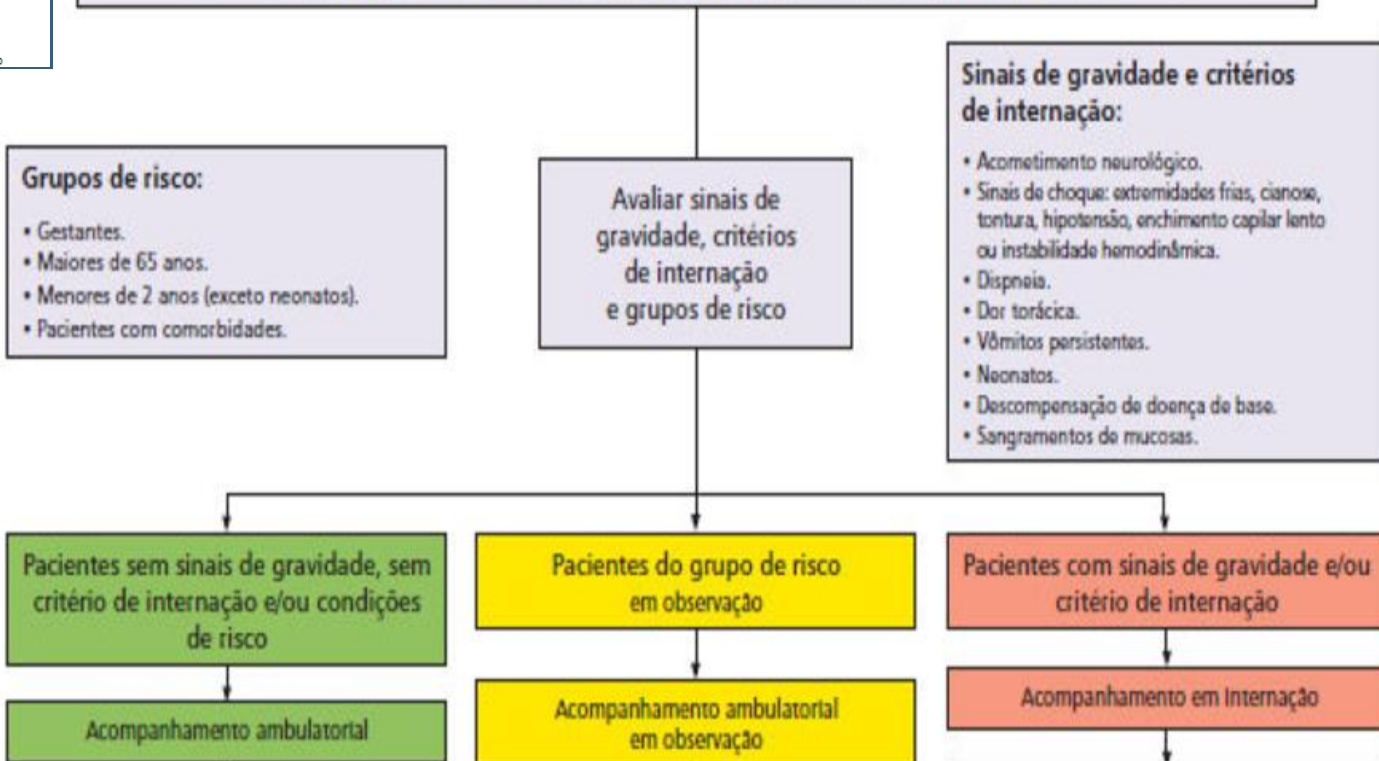 Sinais de gravidade e critérios
de internação:
• Acometimento neurológico.
• Sinais de choque: extremidades frias, cianose,
tontura, hipotensão, enchimento capilar lento
ou instabilidade hemodinâmica.
• Dispneia.
• Dor torácica.
• Vômitos persistentes.
• Neonatos.
• Descompensação de doença de base.
• Sangramentos de mucosas.
Grupos de risco:
• Gestantes.
• Maiores de 65 anos.
• Menores de 2 anos (exceto neonatos).
• Pacientes com comorbidades.
Avaliar sinais de
gravidade, critérios
de internação
e grupos de risco
Pacientes sem sinais de gravidade, sem
critério de internação e/ou condições
de risco
Acompanhamento ambulatorial
Pacientes do grupo de risco
em observação
Acompanhamento ambulatorial
em observação
Pacientes com sinais de gravidade e/ou
critério de internação
Acompanhamento em Internação